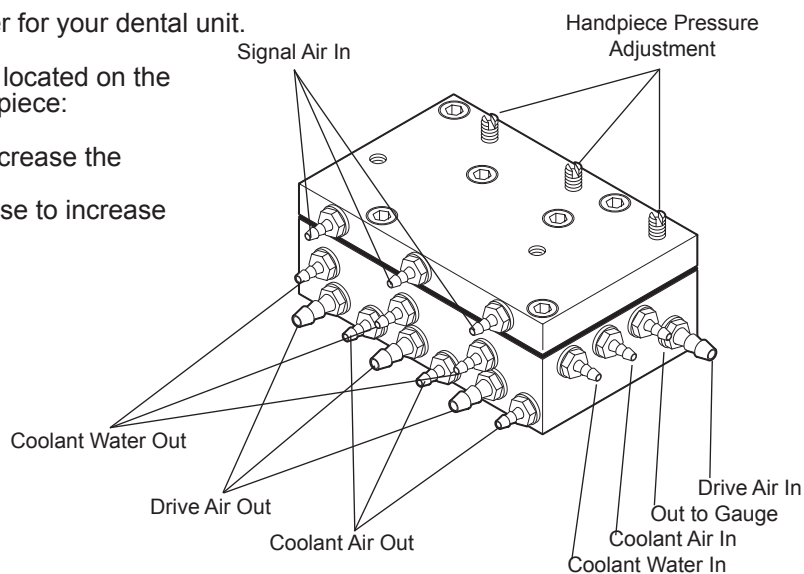 er for your dental unit.
located on the
piece:
crease the
se to increase
Signal Air In
Handpiece Pressure
Adjustment
Coolant Water Out
Drive Air Out
Coolant Air Out
Drive Air In
Out to Gauge
Coolant Air In
Coolant Water In